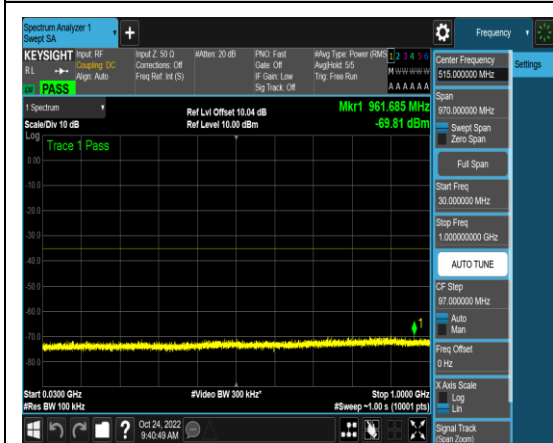 Spectrum Analyzer 1
Swept SA
+
Frequency
KEYSIGHT
RL
Input: RF
Coupling: DC
Align: Auto
Input Z: 50 Ω
Corrections: Off
Freq Ref: Int (S)
#Atten: 20 dB
PNO: Fast
Gate: Off
IF Gain: Low
Sig Track: Off
#Avg Type: Power (RMS
Avg|Hold: 5/5
Trig: Free Run
1 2 3 4 5 6
M W W W W W
A A A A A A
PASS
1 Spectrum
Scale/Div 10 dB
Ref Lvl Offset 10.04 dB
Ref Level 10.00 dBm
Mkr1 961.685 MHz
-69.81 dBm
Log
Trace 1 Pass
0.00
-10.0
-20.0
-30.0
-40.0
-50.0
-60.0
-70.0
-80.0
1
Start 0.0300 GHz
#Res BW 100 kHz
#Video BW 300 kHz*
Stop 1.0000 GHz
#Sweep ~1.00 s (10001 pts)
?
Oct 24, 2022
9:40:49 AM
Center Frequency
515.000000 MHz
Settings
Span
970.000000 MHz
Swept Span
Zero Span
Full Span
Start Freq
30.000000 MHz
Stop Freq
1.000000000 GHz
AUTO TUNE
CF Step
97.000000 MHz
Auto
Man
Freq Offset
0 Hz
X Axis Scale
Log
Lin
Signal Track
(Span Zoom)